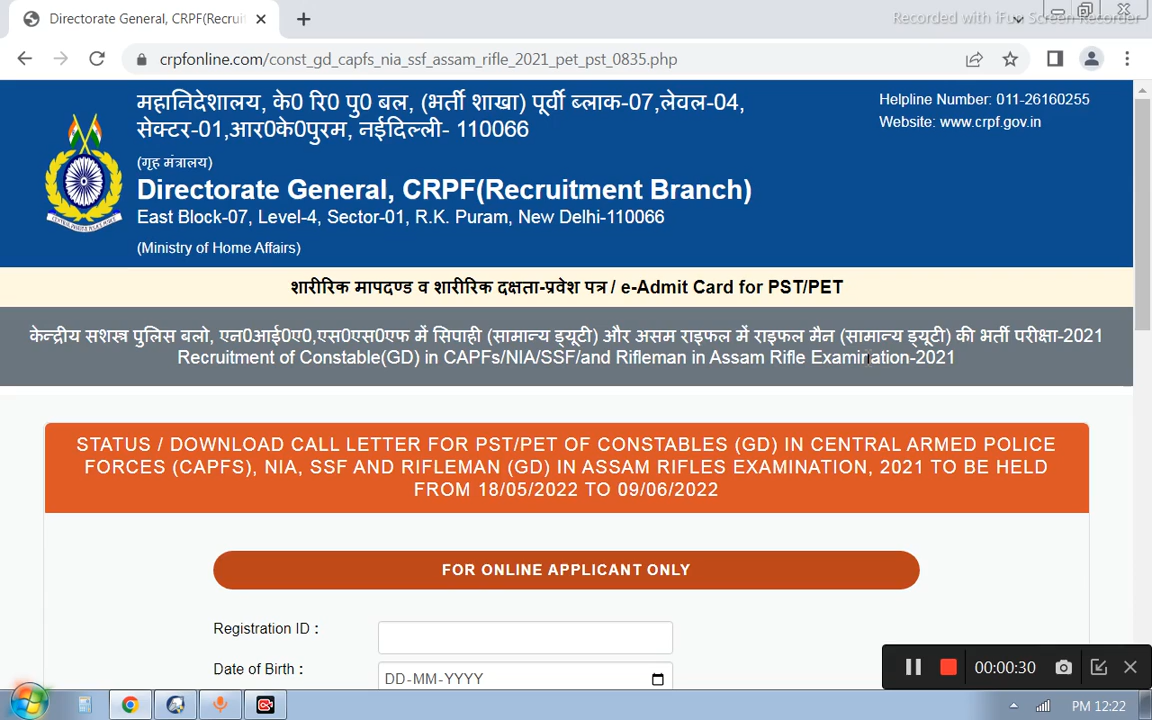 Directory General, CRPF(Recruit
Recorded with iFun Screen Recorder
crpfonline.com/const_gd_capfs_nia_ssf_assam_rifle_2021_pet_pst_0835.php
महानिदेशालय, के0 रि0 पु0 बल, (भर्ती शाखा) पूर्वी ब्लाक-07,लेवल-04,
सेक्टर-01,आर0के0पुरम, नईदिल्ली- 110066
(गृह मंत्रालय)
Directorate General, CRPF(Recruitment Branch)
East Block-07, Level-4, Sector-01, R.K. Puram, New Delhi-110066
(Ministry of Home Affairs)
Helpline Number: 011-26160255
Website: www.crpf.gov.in
शारीरिक मापदण्ड व शारीरिक दक्षता-प्रवेश पत्र / e-Admit Card for PST/PET
केन्द्रीय सशस्त्र पुलिस बलो, एन0आई0ए0,एस0एस0एफ में सिपाही (सामान्य ड्यूटी) और असम राइफल में राइफल मैन (सामान्य ड्यूटी) की भर्ती परीक्षा-2021
Recruitment of Constable(GD) in CAPFs/NIA/SSF/and Rifleman in Assam Rifle Examination-2021
STATUS / DOWNLOAD CALL LETTER FOR PST/PET OF CONSTABLES (GD) IN CENTRAL ARMED POLICE
FORCES (CAPFS), NIA, SSF AND RIFLEMAN (GD) IN ASSAM RIFLES EXAMINATION, 2021 TO BE HELD
FROM 18/05/2022 TO 09/06/2022
FOR ONLINE APPLICANT ONLY
Registration ID :
Date of Birth :
DD-MM-YYYY
00:00:30
PM 12:22